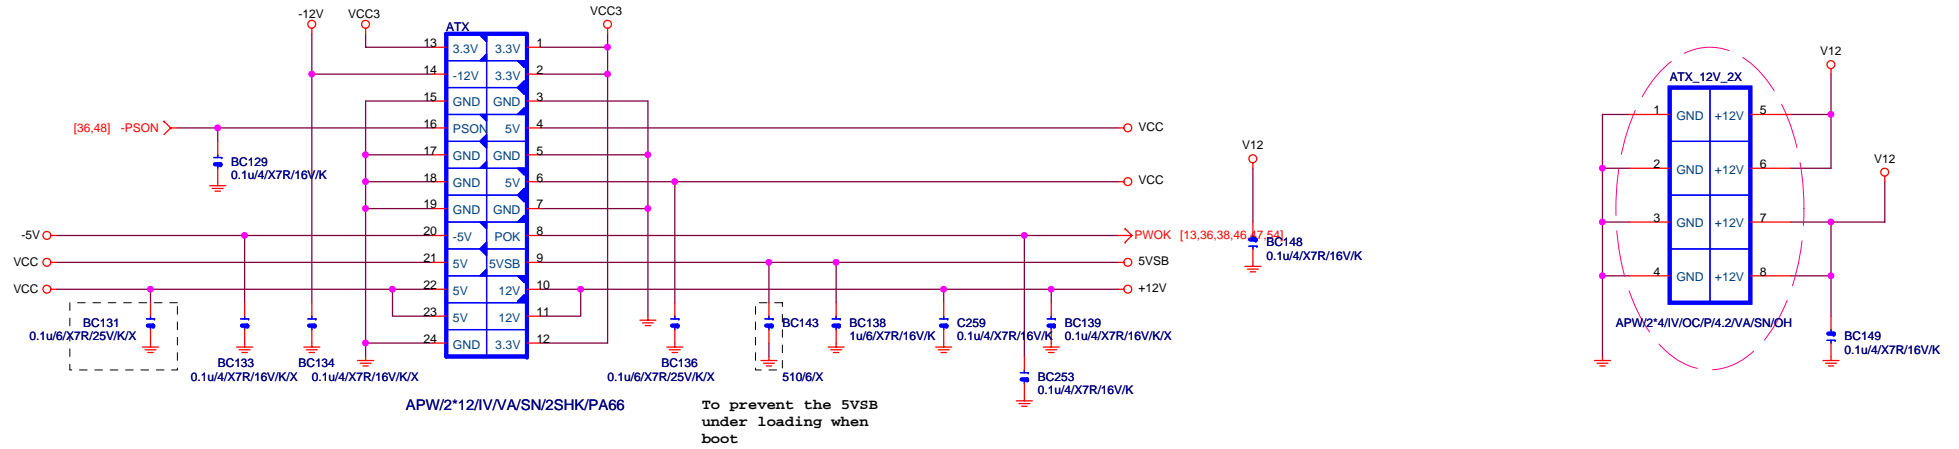 -12V
VCC3
VCC3
ATX
13 3.3V 3.3V 1
14 -12V 3.3V 2
15 GND GND 3
[36,48] -PSON
16 PSON 5V 4
VCC
17 GND GND 5
18 GND 5V 6
VCC
19 GND GND 7
-5V
20 -5V POK 8
PWOK [13,36,38,46,47,54]
VCC
21 5V 5VSB 9
5VSB
VCC
22 5V 12V 10
+12V
23 5V 12V 11
24 GND 3.3V 12
BC129
0.1u/4/X7R/16V/K
BC131
0.1u/6/X7R/25V/K/X
BC133
0.1u/4/X7R/16V/K/X
BC134
0.1u/4/X7R/16V/K/X
BC136
0.1u/6/X7R/25V/K/X
BC143
510/6/X
BC138
1u/6/X7R/16V/K
C259
0.1u/4/X7R/16V/K
BC139
0.1u/4/X7R/16V/K/X
BC253
0.1u/4/X7R/16V/K
APW/2*12/IV/VA/SN/2SHK/PA66
To prevent the 5VSB
under loading when
boot
V12
BC148
0.1u/4/X7R/16V/K
V12
ATX_12V_2X
1 GND +12V 5
2 GND +12V 6
V12
3 GND +12V 7
4 GND +12V 8
APW/2*4/IV/OC/P/4.2/VA/SN/OH
BC149
0.1u/4/X7R/16V/K